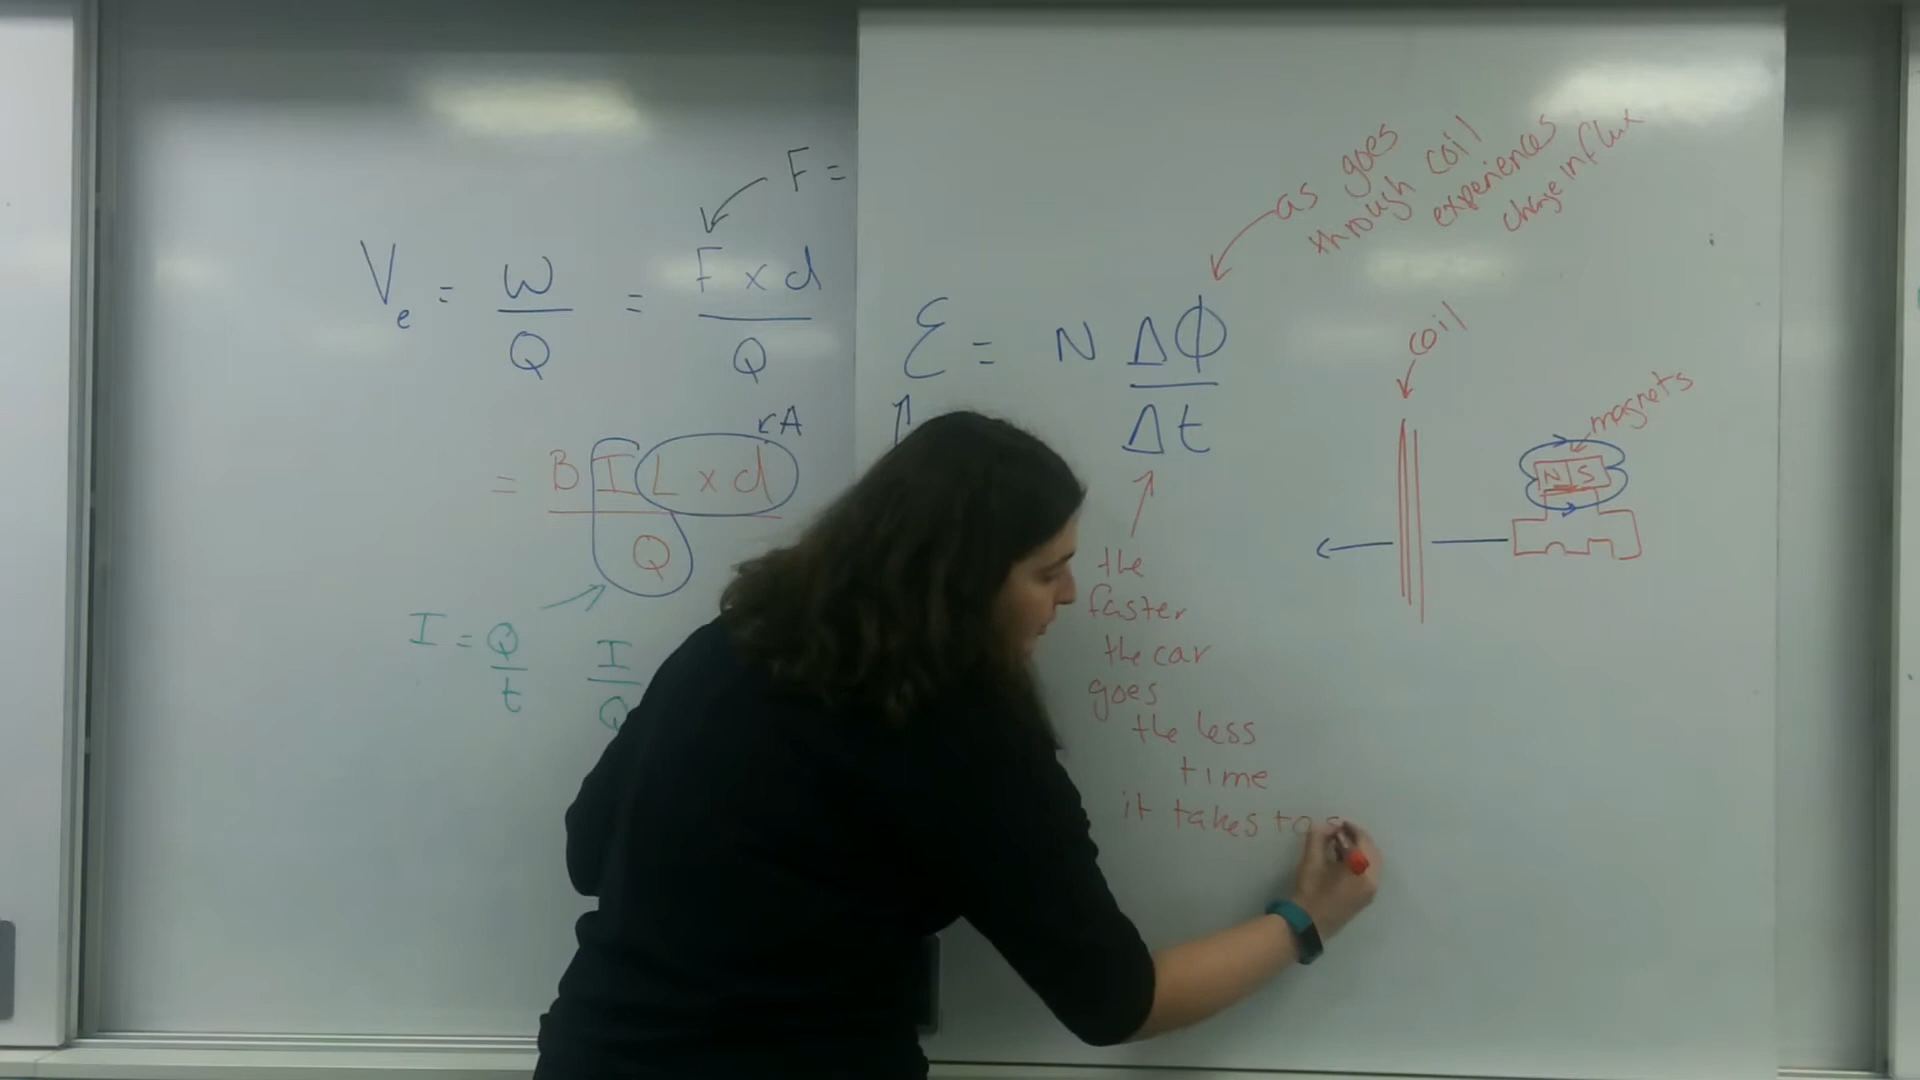 F =
V_e = W/Q = F x d/Q
= B I L x d/Q
A
I = Q/t I/Q
ℰ = N ΔΦ/Δt
as goes
through coil
experiences
change in flux
the
faster
the car
goes
the less
time
it takes to
coil
magnets
N S